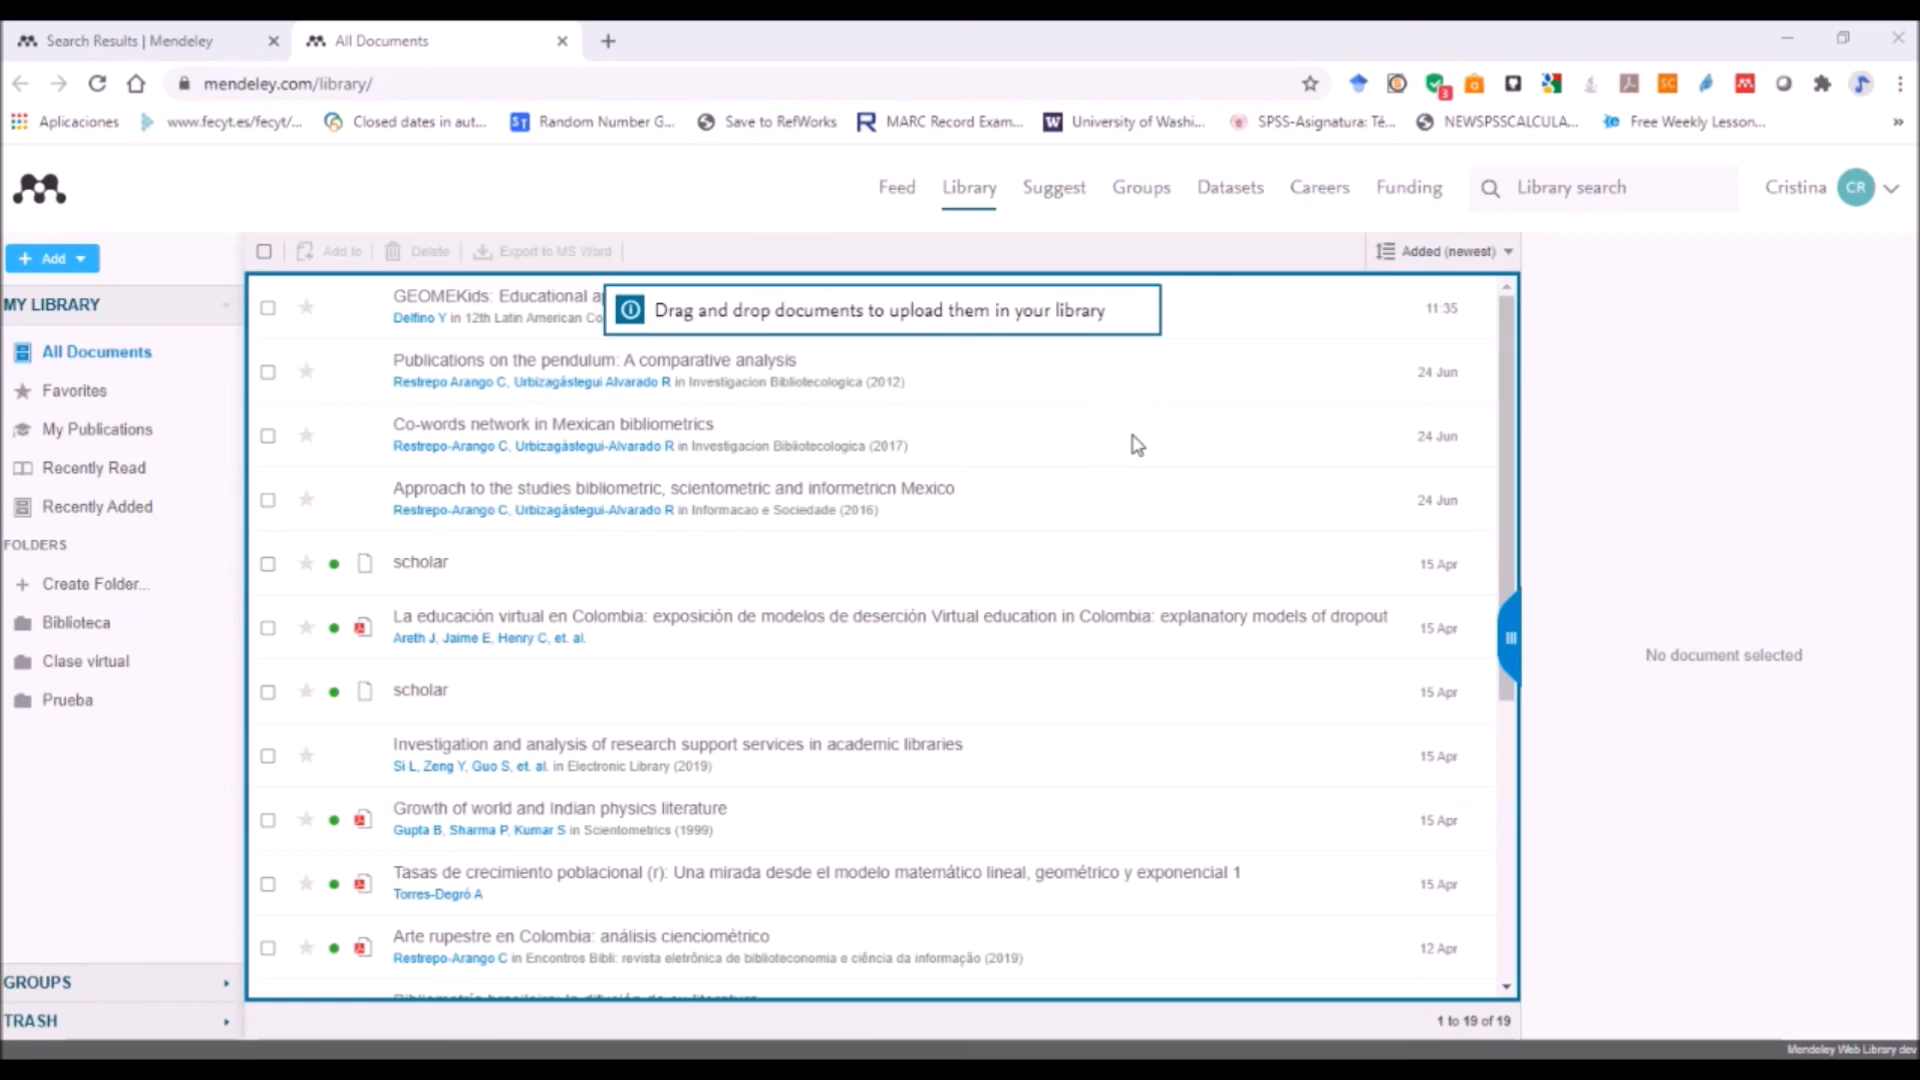 Search Results | Mendeley
All Documents
mendeley.com/library/
Aplicaciones
www.fecyt.es/fecyt/...
Closed dates in aut...
ST Random Number G...
Save to RefWorks
MARC Record Exam...
University of Washi...
SPSS-Asignatura: Té...
NEWSPSSCALCULA...
Free Weekly Lesson...
Feed
Library
Suggest
Groups
Datasets
Careers
Funding
Library search
Cristina
CR
Add
Add to
Delete
Export to MS Word
Added (newest)
MY LIBRARY
All Documents
Favorites
My Publications
Recently Read
Recently Added
FOLDERS
Create Folder...
Biblioteca
Clase virtual
Prueba
GROUPS
TRASH
Drag and drop documents to upload them in your library
GEOMEKids: Educational
Delfino Y in 12th Latin American
11:35
Publications on the pendulum: A comparative analysis
Restrepo Arango C, Urbizagástegui Alvarado R in Investigacion Bibliotecologica (2012)
24 Jun
Co-words network in Mexican bibliometrics
Restrepo-Arango C, Urbizagástegui-Alvarado R in Investigacion Bibliotecologica (2017)
24 Jun
Approach to the studies bibliometric, scientometric and informetricn Mexico
Restrepo-Arango C, Urbizagástegui-Alvarado R in Informacao e Sociedade (2016)
24 Jun
scholar
15 Apr
La educación virtual en Colombia: exposición de modelos de deserción Virtual education in Colombia: explanatory models of dropout
Areth J, Jaime E, Henry C, et. al.
15 Apr
scholar
15 Apr
Investigation and analysis of research support services in academic libraries
Si L, Zeng Y, Guo S, et. al. in Electronic Library (2019)
15 Apr
Growth of world and Indian physics literature
Gupta B, Sharma P, Kumar S in Scientometrics (1999)
15 Apr
Tasas de crecimiento poblacional (r): Una mirada desde el modelo matemático lineal, geométrico y exponencial 1
Torres-Degró A
15 Apr
Arte rupestre en Colombia: análisis cienciométrico
Restrepo-Arango C in Encontros Bibli: revista eletrônica de biblioteconomia e ciência da informação (2019)
12 Apr
1 to 19 of 19
No document selected
Mendeley Web Library dev